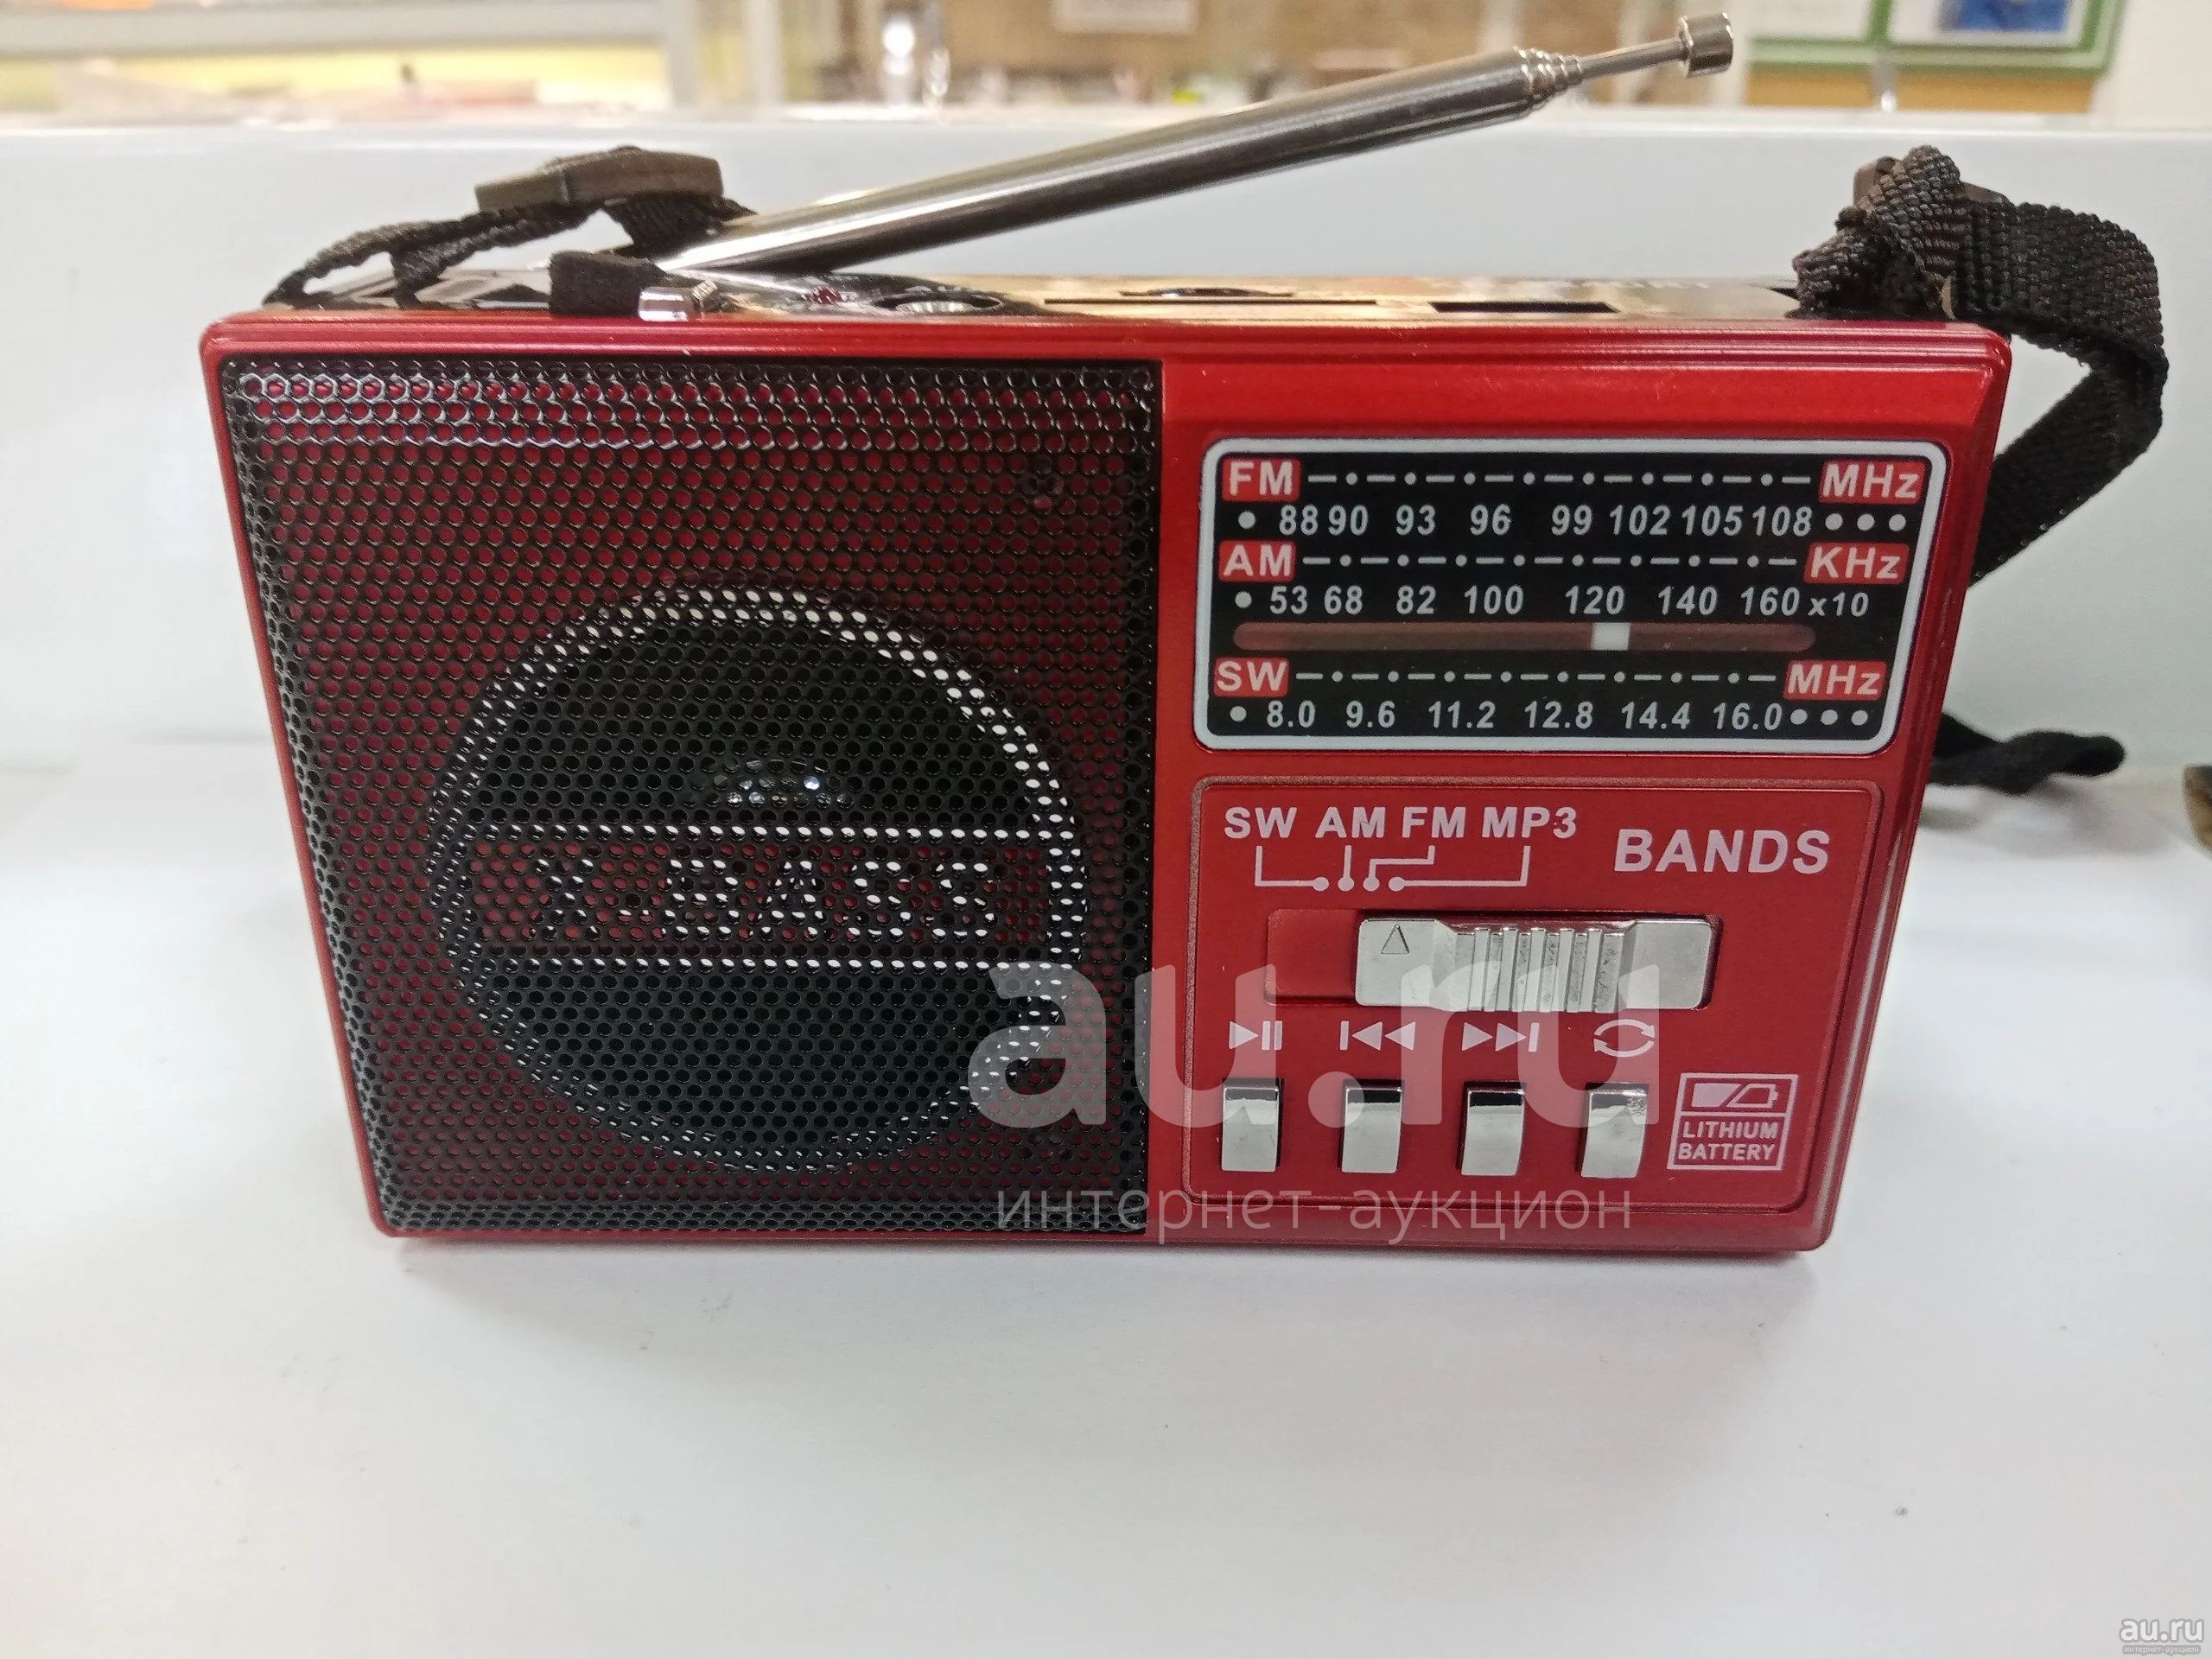 FM MHz
88 90 93 96 99 102 105 108
AM KHz
53 68 82 100 120 140 160 x10
SW MHz
8.0 9.6 11.2 12.8 14.4 16.0
SW AM FM MP3
BANDS
X-BASS
LITHIUM
BATTERY
au.ru
интернет-аукцион
au.ru
интернет-аукцион